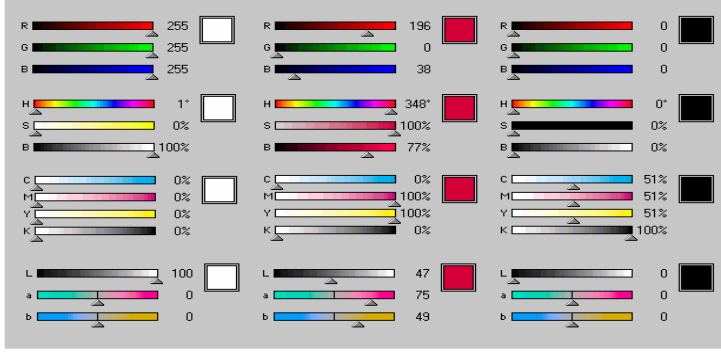 R 255 R 196 R 0
G 255 G 0 G 0
B 255 B 38 B 0
H 1° H 348° H 0°
S 0% S 100% S 0%
B 100% B 77% B 0%
C 0% C 0% C 51%
M 0% M 100% M 51%
Y 0% Y 100% Y 51%
K 0% K 0% K 100%
L 100 L 47 L 0
a 0 a 75 a 0
b 0 b 49 b 0